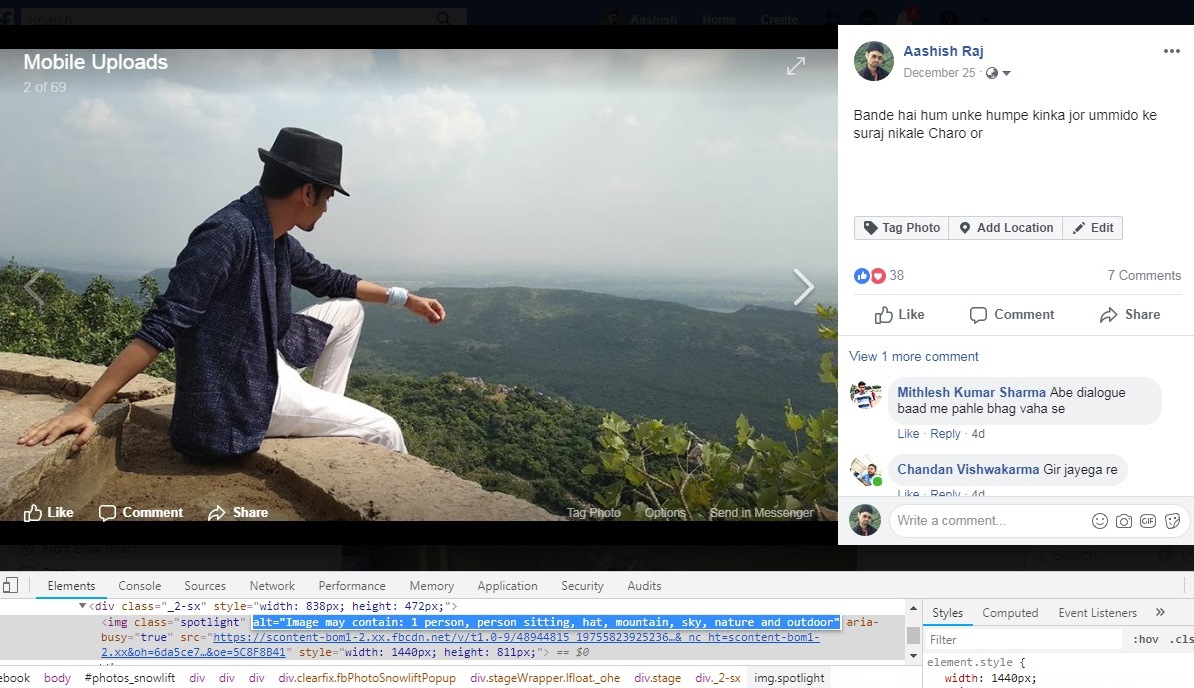 Search
Aashish
Home
Create
Mobile Uploads
2 of 69
Like
Comment
Share
Tag Photo
Options
Send in Messenger
Aashish Raj
December 25 ·
Bande hai hum unke humpe kinka jor ummido ke
suraj nikale Charo or
Tag Photo
Add Location
Edit
38
7 Comments
Like
Comment
Share
View 1 more comment
Mithlesh Kumar Sharma Abe dialogue
baad me pahle bhag vaha se
Like · Reply · 4d
Chandan Vishwakarma Gir jayega re
Like · Reply · 4d
Write a comment...
GIF
From Bihar Sharif
Search
Elements
Console
Sources
Network
Performance
Memory
Application
Security
Audits
<div class="_2-sx" style="width: 838px; height: 472px;">
<img class="spotlight" alt="Image may contain: 1 person, person sitting, hat, mountain, sky, nature and outdoor" aria-
busy="true" src="https://scontent-bom1-2.xx.fbcdn.net/v/t1.0-9/48944815_19755823925236…&_nc_ht=scontent-bom1-
2.xx&oh=6da5ce7…&oe=5C8F8B41" style="width: 1440px; height: 811px;"> == $0
ebook
body
#photos_snowlift
div
div
div
div.clearfix.fbPhotoSnowliftPopup
div.stageWrapper.lfloat._ohe
div.stage
div._2-sx
img.spotlight
Styles
Computed
Event Listeners
»
Filter
:hov
.cls
element.style {
width: 1440px;